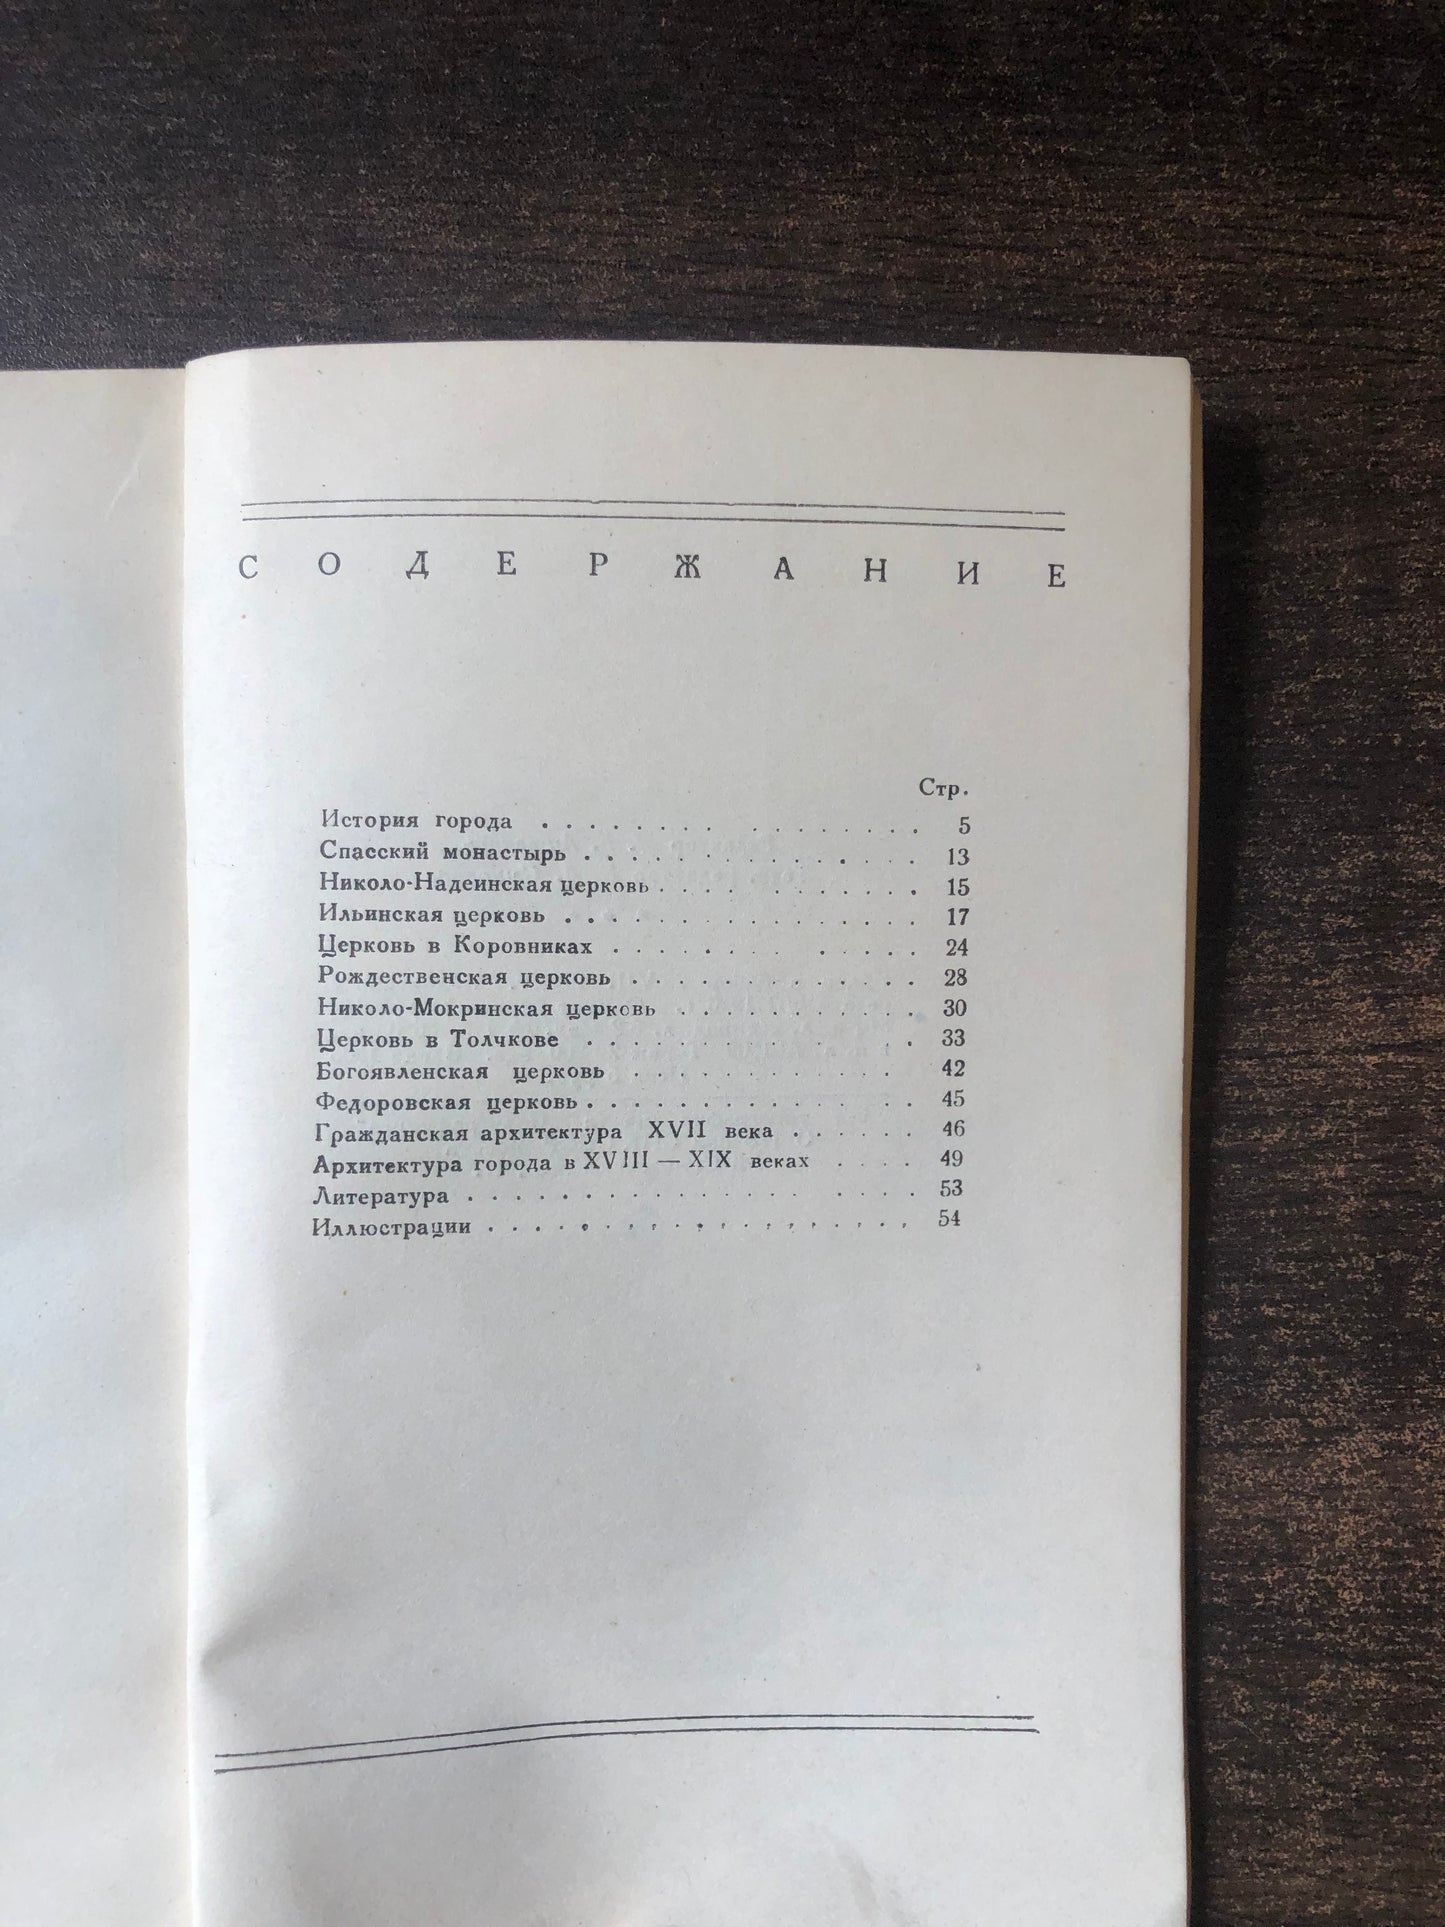 СОДЕРЖАНИЕ
Стр.
История города . . . . . . . . . . . . . . . . 5
Спасский монастырь . . . . . . . . . . . . . . 13
Николо-Надеинская церковь . . . . . . . . . . . 15
Ильинская церковь . . . . . . . . . . . . . . . 17
Церковь в Коровниках . . . . . . . . . . . . . 24
Рождественская церковь . . . . . . . . . . . . 28
Николо-Мокринская церковь . . . . . . . . . . . 30
Церковь в Толчкове . . . . . . . . . . . . . . 33
Богоявленская церковь . . . . . . . . . . . . . 42
Федоровская церковь . . . . . . . . . . . . . . 45
Гражданская архитектура XVII века . . . . . . 46
Архитектура города в XVIII — XIX веках . . . . 49
Литература . . . . . . . . . . . . . . . . . . 53
Иллюстрации . . . . . . . . . . . . . . . . . . 54